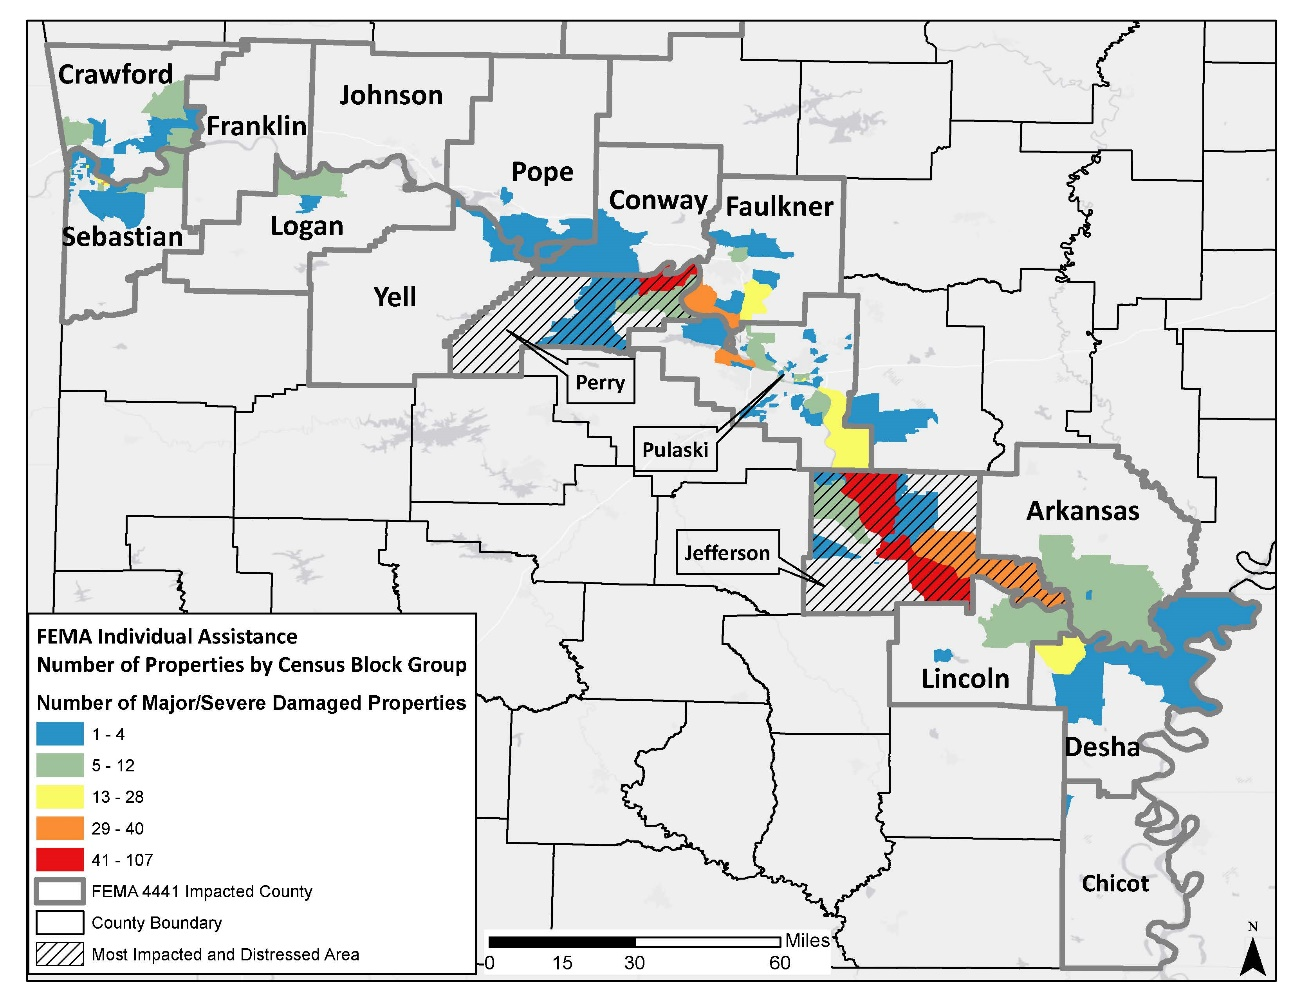 Crawford
Johnson
Franklin
Pope
Conway
Faulkner
Logan
Sebastian
Yell
Perry
Pulaski
Arkansas
Jefferson
Lincoln
Desha
Chicot
FEMA Individual Assistance
Number of Properties by Census Block Group
Number of Major/Severe Damaged Properties
1 - 4
5 - 12
13 - 28
29 - 40
41 - 107
FEMA 4441 Impacted County
County Boundary
Most Impacted and Distressed Area
Miles
0 15 30 60
N